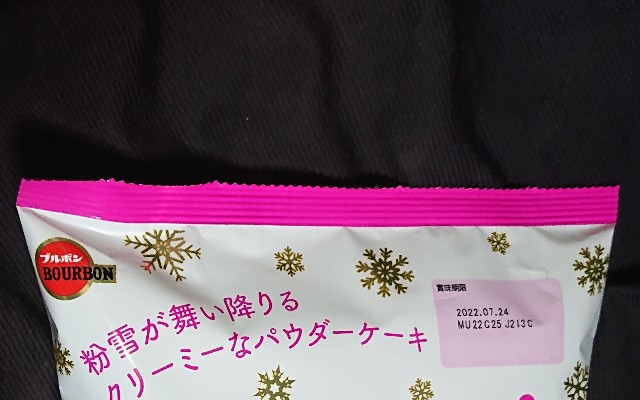 ブルボン
BOURBON
賞味期限
2022.07.24
MU22C25 J213C
粉雪が舞い降りる
クリーミーなパウダーケーキ